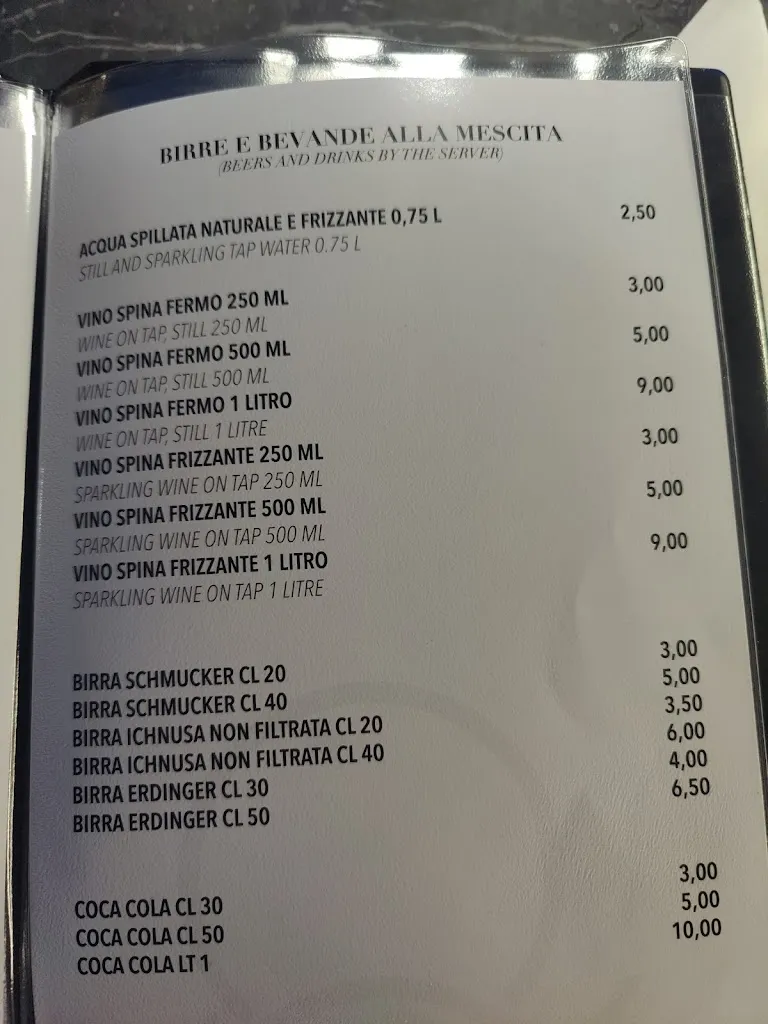 BIRRE E BEVANDE ALLA MESCITA
(BEERS AND DRINKS BY THE SERVER)
ACQUA SPILLATA NATURALE E FRIZZANTE 0,75 L 2,50
STILL AND SPARKLING TAP WATER 0.75 L
VINO SPINA FERMO 250 ML 3,00
WINE ON TAP, STILL 250 ML
VINO SPINA FERMO 500 ML 5,00
WINE ON TAP, STILL 500 ML
VINO SPINA FERMO 1 LITRO 9,00
WINE ON TAP, STILL 1 LITRE
VINO SPINA FRIZZANTE 250 ML 3,00
SPARKLING WINE ON TAP 250 ML
VINO SPINA FRIZZANTE 500 ML 5,00
SPARKLING WINE ON TAP 500 ML
VINO SPINA FRIZZANTE 1 LITRO 9,00
SPARKLING WINE ON TAP 1 LITRE
BIRRA SCHMUCKER CL 20 3,00
BIRRA SCHMUCKER CL 40 5,00
BIRRA ICHNUSA NON FILTRATA CL 20 3,50
BIRRA ICHNUSA NON FILTRATA CL 40 6,00
BIRRA ERDINGER CL 30 4,00
BIRRA ERDINGER CL 50 6,50
COCA COLA CL 30 3,00
COCA COLA CL 50 5,00
COCA COLA LT 1 10,00